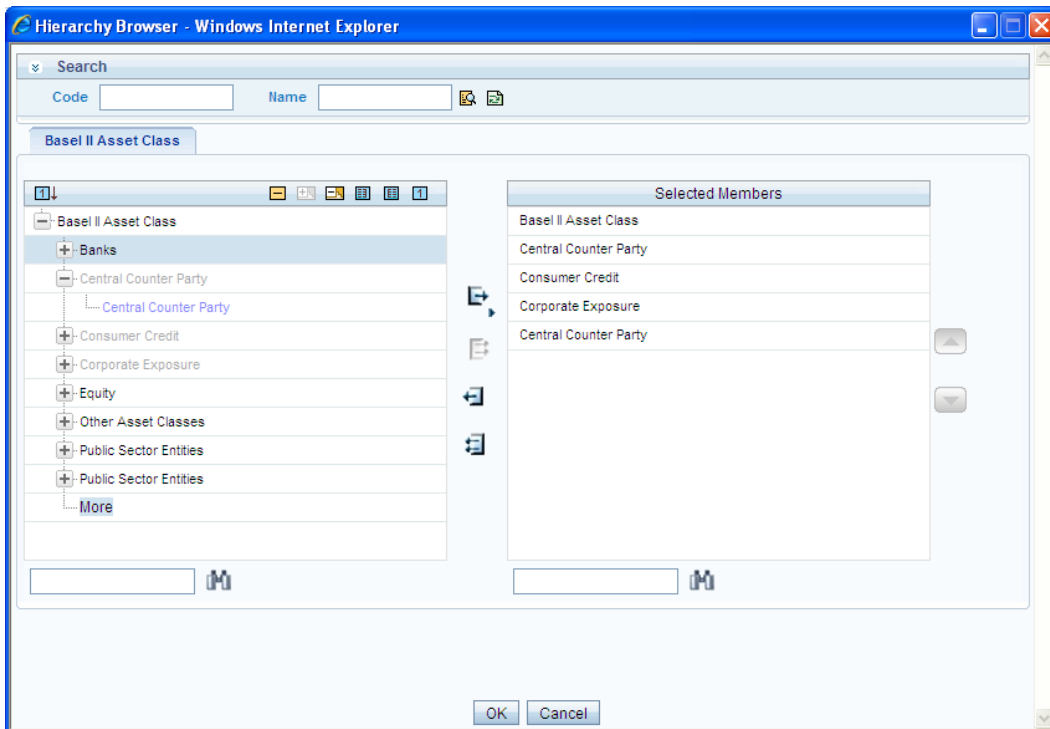 Hierarchy Browser - Windows Internet Explorer
Search
Code Name
Basel II Asset Class
1 1
Basel II Asset Class
Banks
Central Counter Party
Central Counter Party
Consumer Credit
Corporate Exposure
Equity
Other Asset Classes
Public Sector Entities
Public Sector Entities
More
Selected Members
Basel II Asset Class
Central Counter Party
Consumer Credit
Corporate Exposure
Central Counter Party
OK Cancel